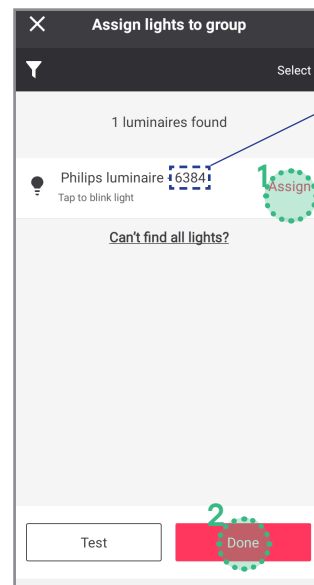 Assign lights to group
Select
1 luminaires found
Philips luminaire - 6384
1
Assign
Tap to blink light
Can't find all lights?
2
Test
Done